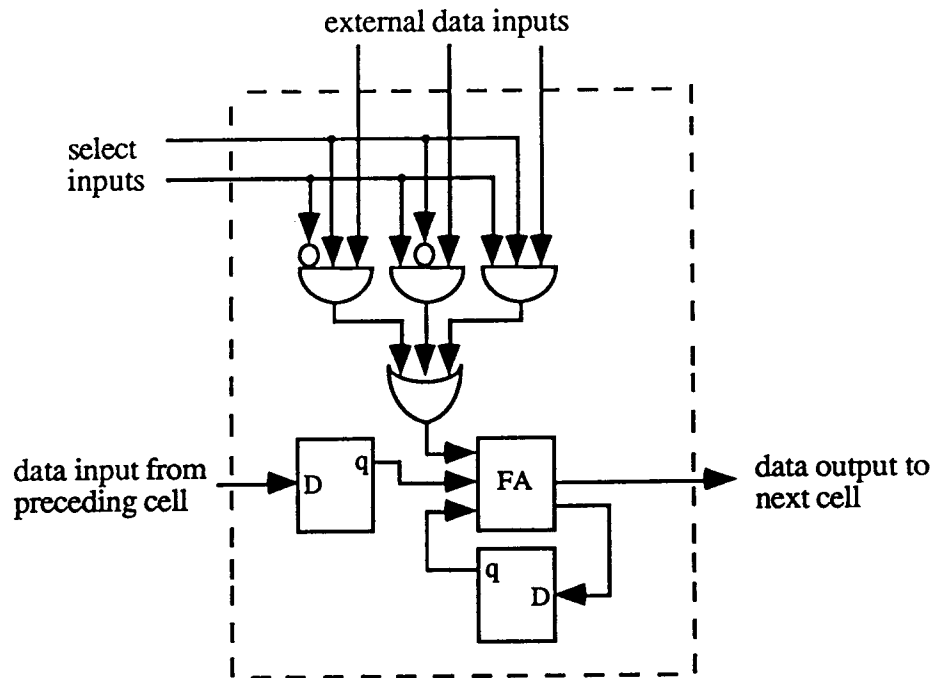 external data inputs
select
inputs
data input from
preceding cell
D
q
FA
data output to
next cell
q
D